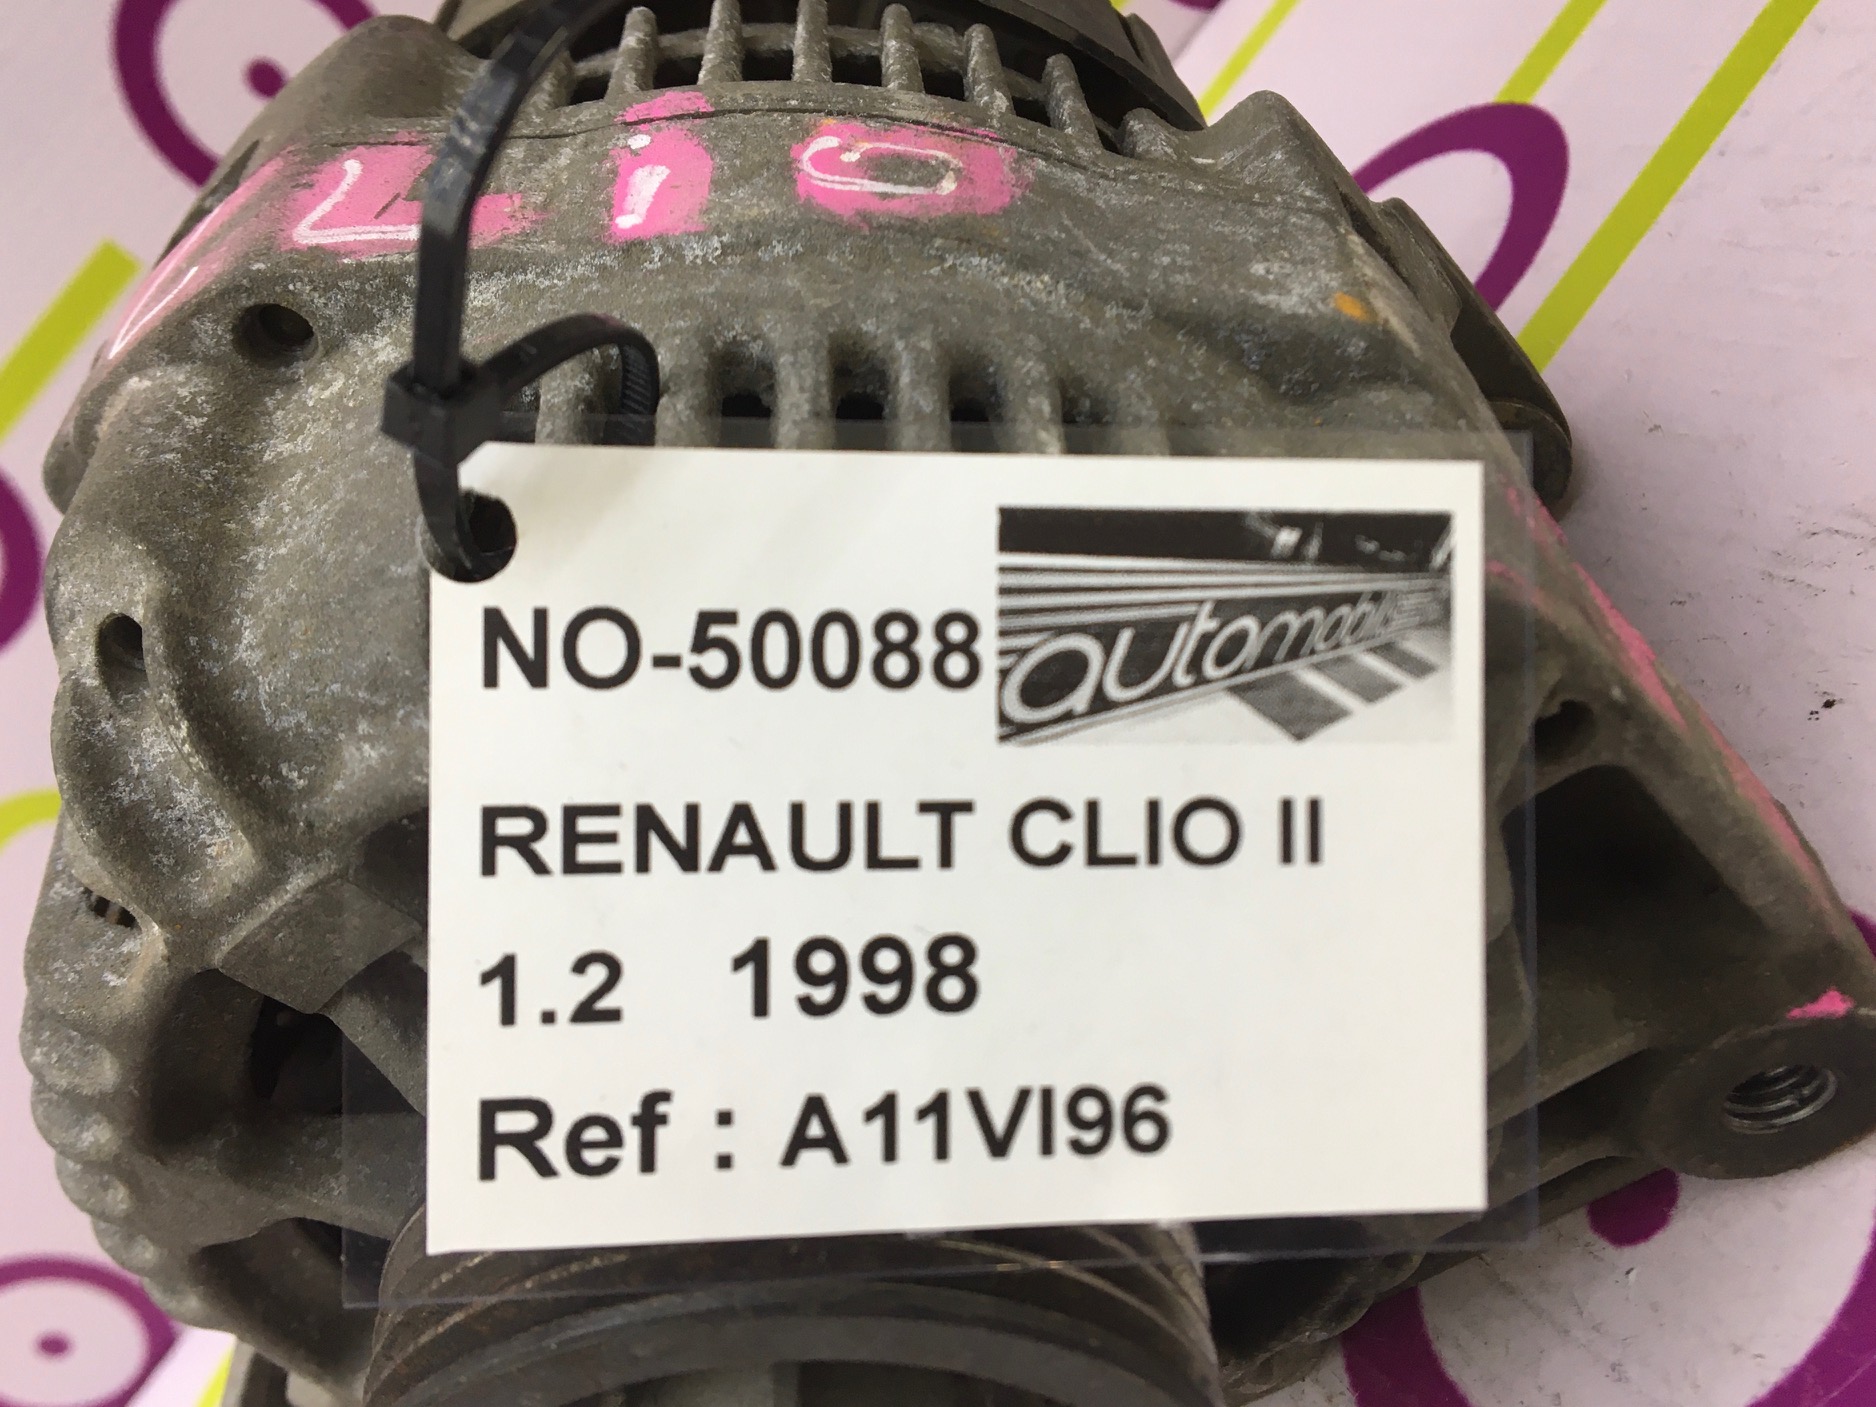 CLiO
NO-50088
automobile
RENAULT CLIO II
1.2 1998
Ref : A11VI96